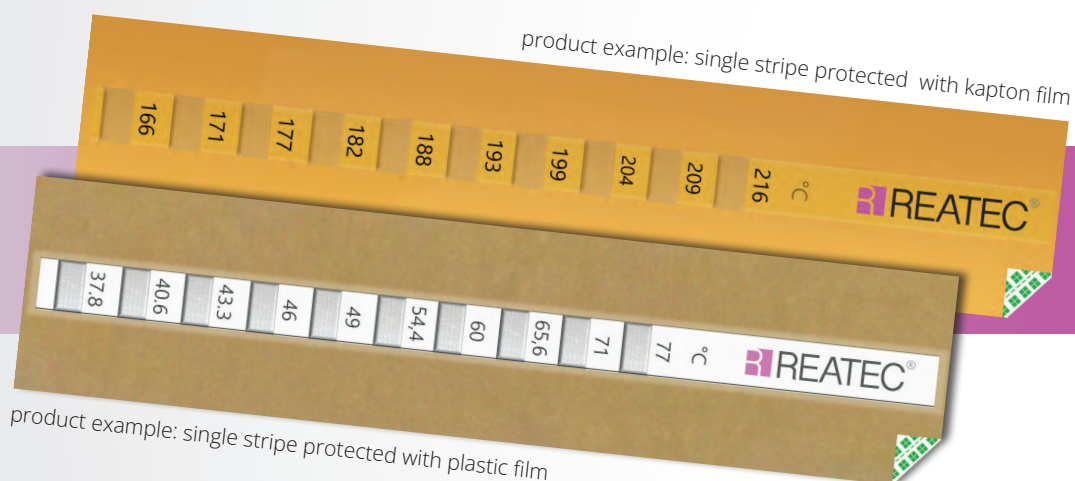 product example: single stripe protected with kapton film
166 171 177 182 188 193 199 204 209 216 °C REATEC®
37,8 40.6 43.3 46 49 54,4 60 65,6 71 77 °C REATEC®
product example: single stripe protected with plastic film